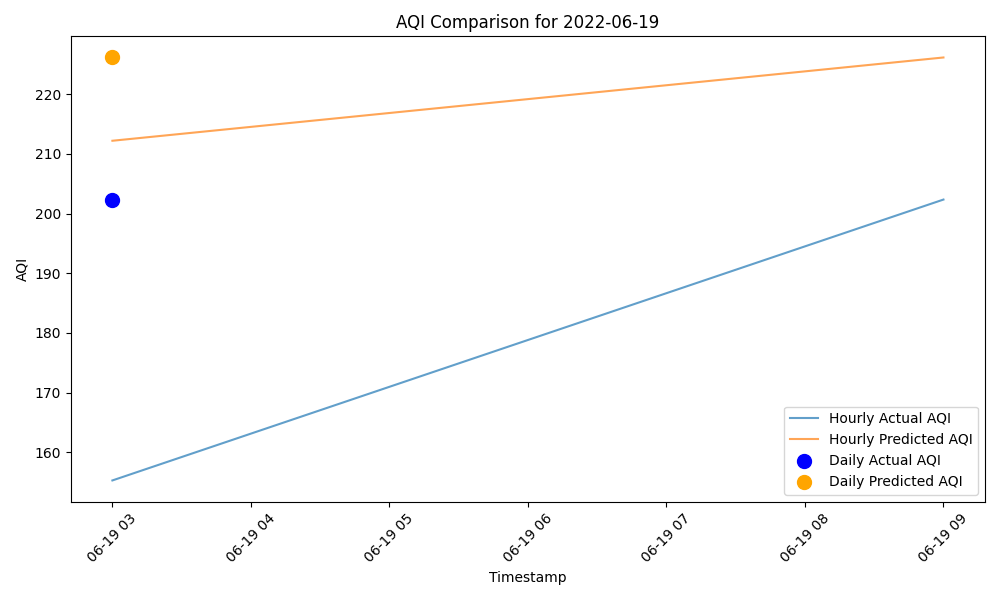 AQI Comparison for 2022-06-19
AQI
220
210
200
190
180
170
160
Hourly Actual AQI
Hourly Predicted AQI
Daily Actual AQI
Daily Predicted AQI
06-19 03
06-19 04
06-19 05
06-19 06
06-19 07
06-19 08
06-19 09
Timestamp